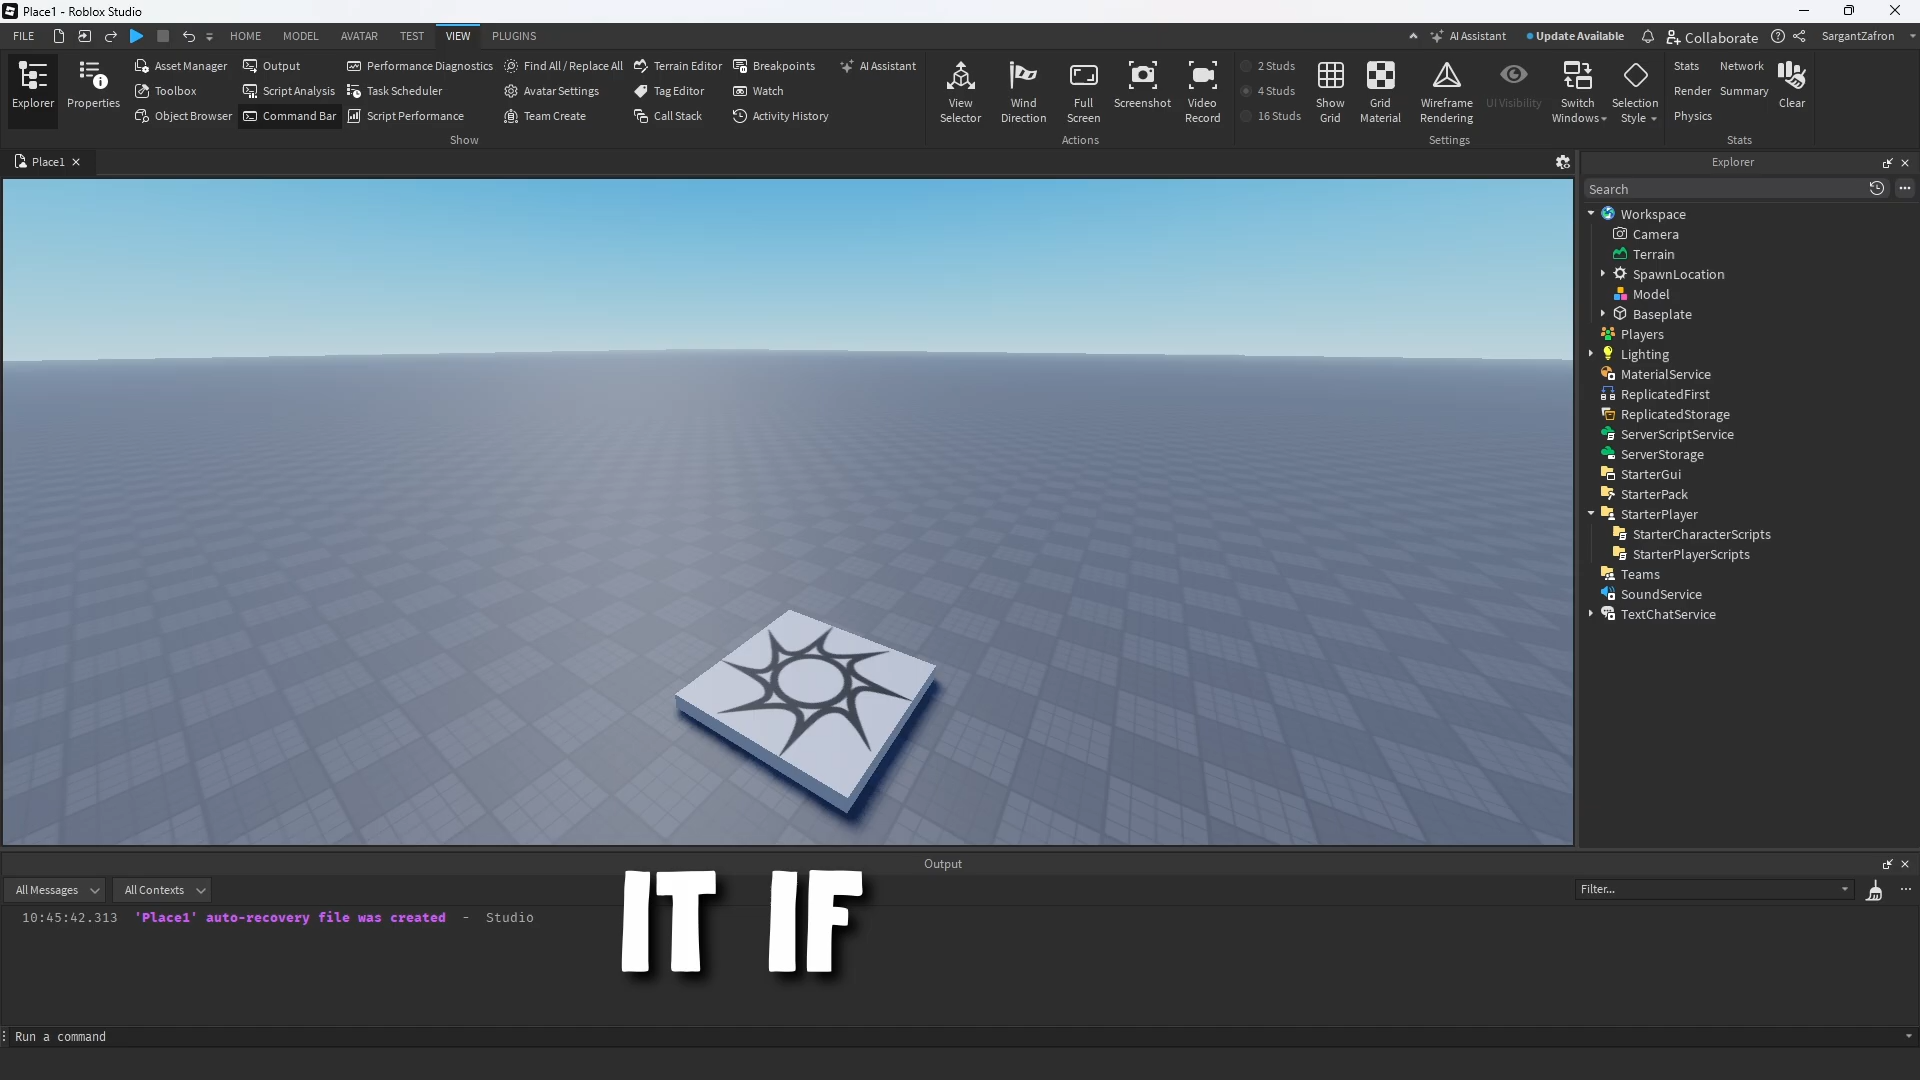 Place1 - Roblox Studio
FILE HOME MODEL AVATAR TEST VIEW PLUGINS AI Assistant Update Available Collaborate SargantZafron
Explorer
Properties
Asset Manager
Toolbox
Object Browser
Output
Script Analysis
Command Bar
Performance Diagnostics
Task Scheduler
Script Performance
Find All / Replace All
Avatar Settings
Team Create
Terrain Editor
Tag Editor
Call Stack
Breakpoints
Watch
Activity History
AI Assistant
Show
View
Selector
Wind
Direction
Full
Screen
Screenshot
Video
Record
Actions
2 Studs
4 Studs
16 Studs
Show
Grid
Grid
Material
Wireframe
Rendering
UI Visibility
Switch
Windows
Selection
Style
Settings
Stats
Network
Render
Summary
Physics
Clear
Stats
Place1
Explorer
Search
Workspace
Camera
Terrain
SpawnLocation
Model
Baseplate
Players
Lighting
MaterialService
ReplicatedFirst
ReplicatedStorage
ServerScriptService
ServerStorage
StarterGui
StarterPack
StarterPlayer
StarterCharacterScripts
StarterPlayerScripts
Teams
SoundService
TextChatService
Output
All Messages All Contexts Filter...
10:45:42.313 'Place1' auto-recovery file was created - Studio
IT IF
Run a command